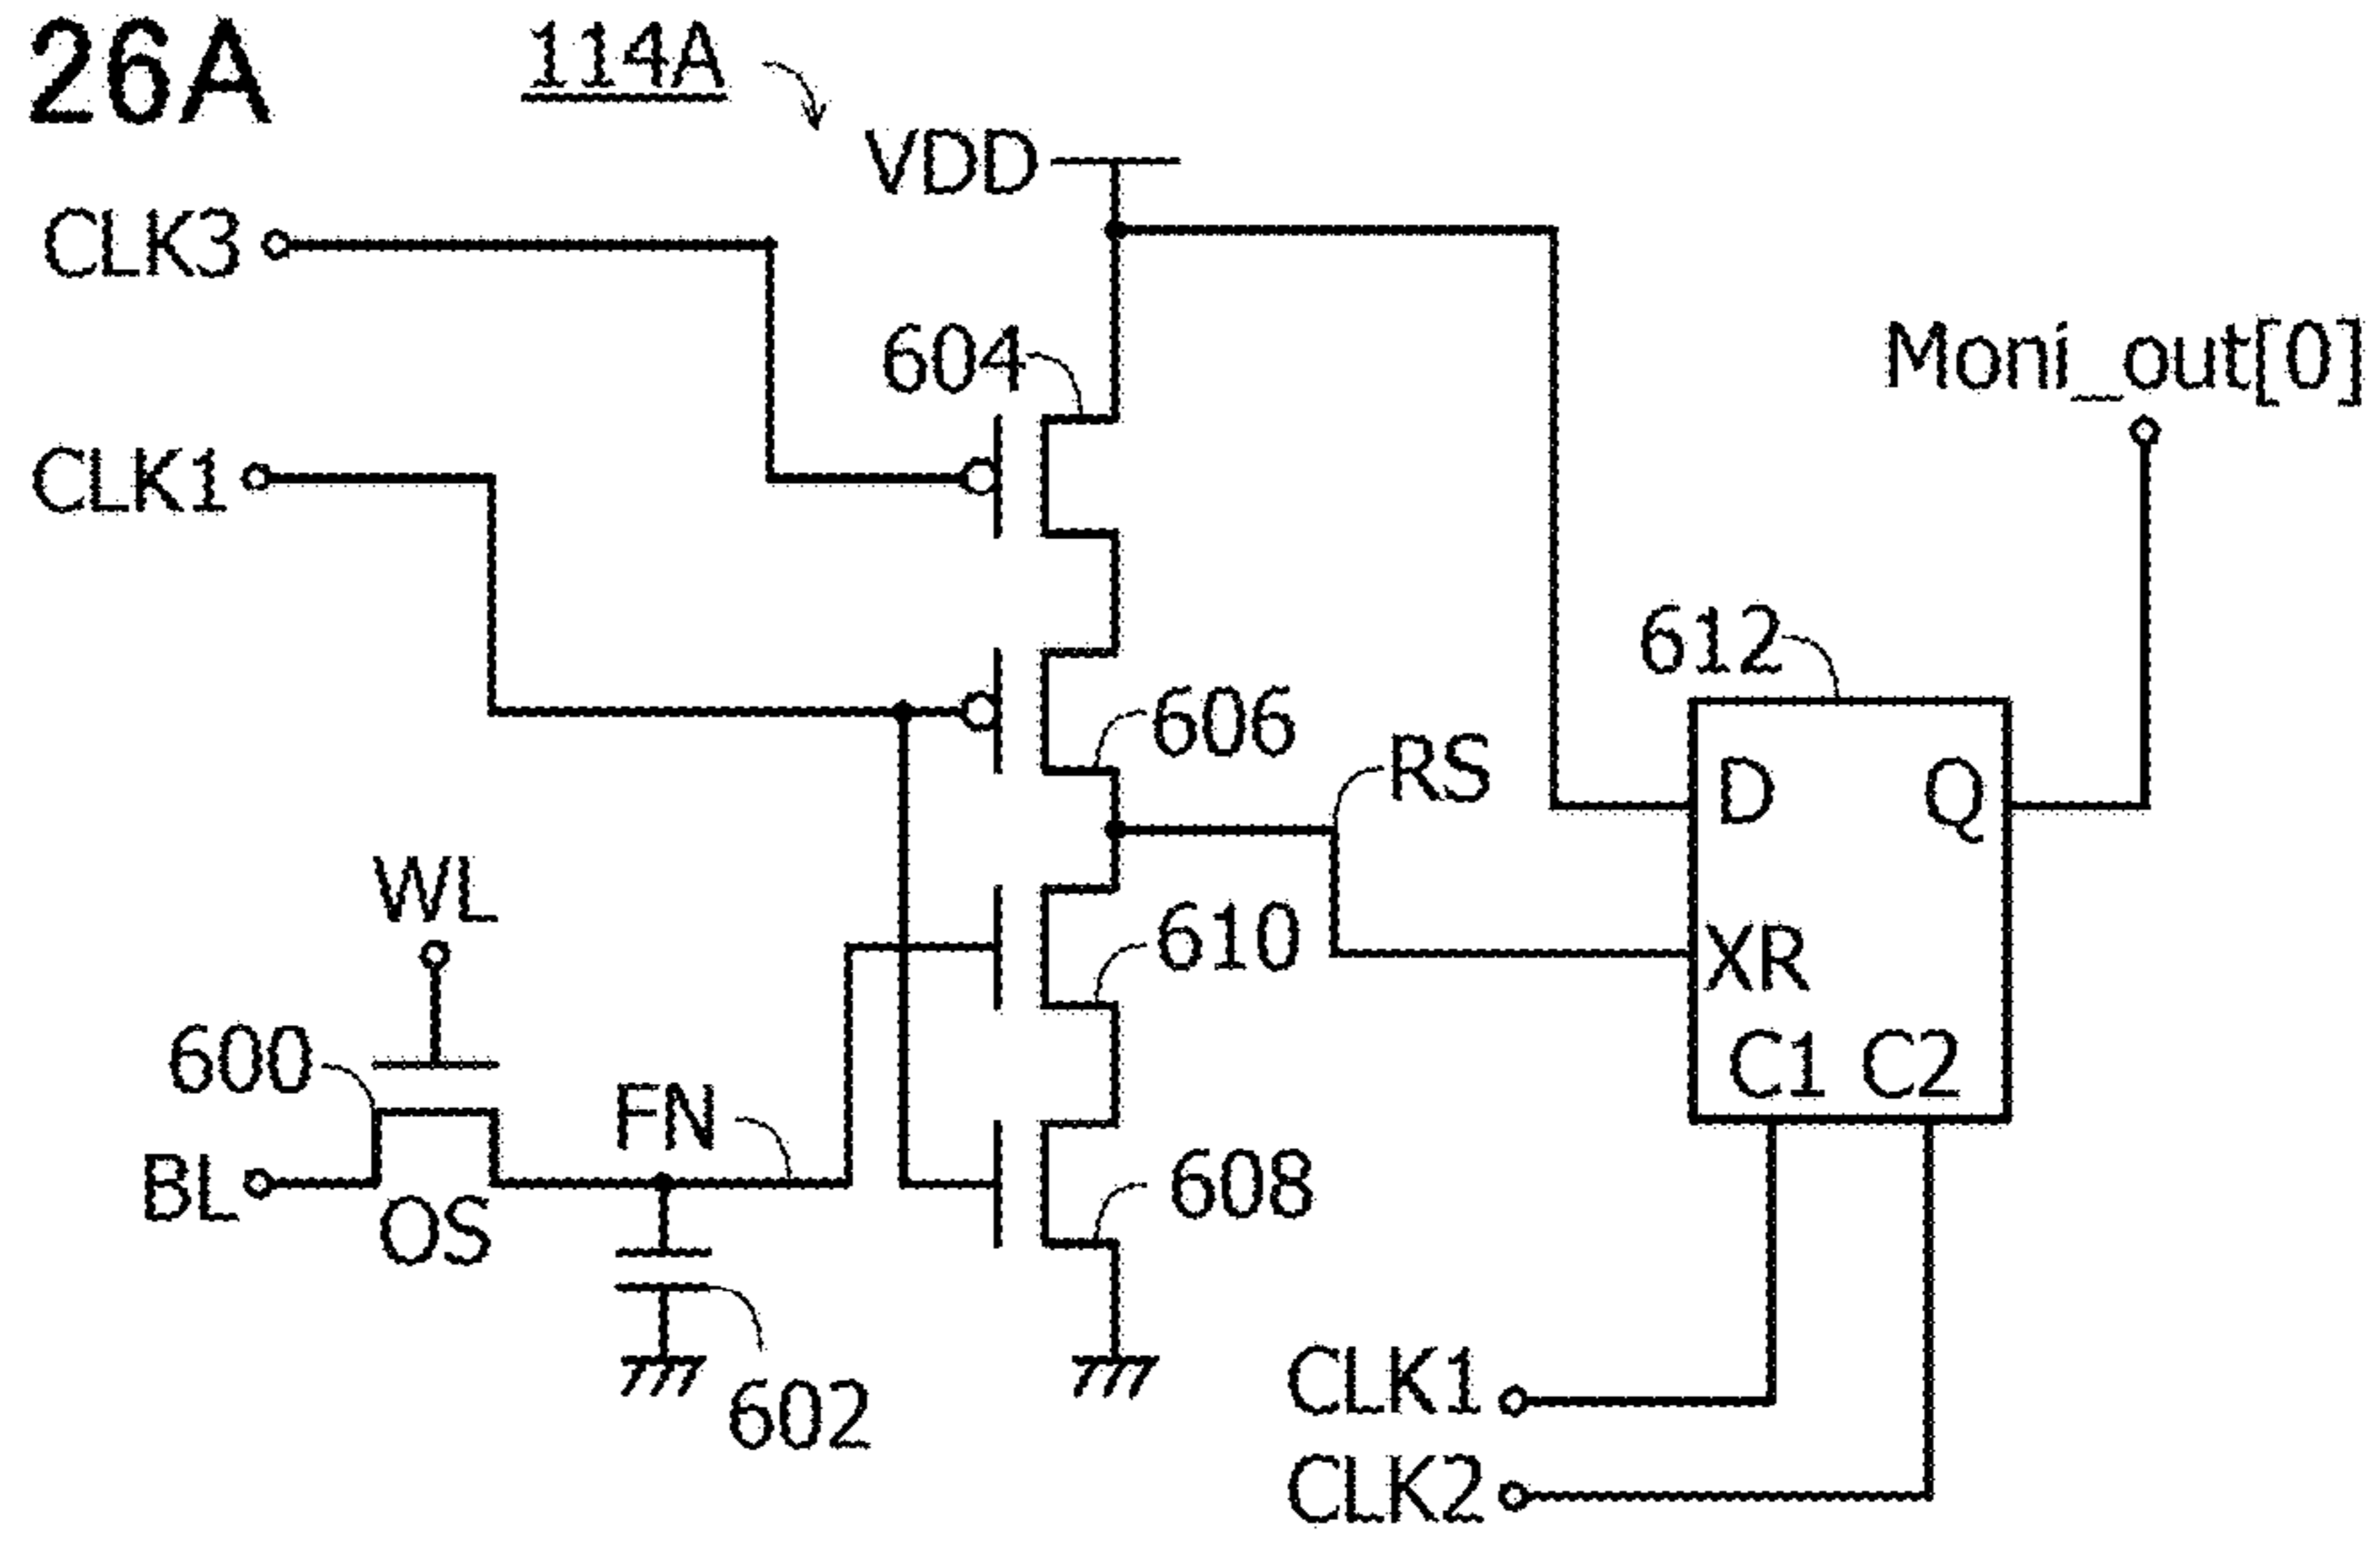 26A
114A
VDD
CLK3
604
Moni_out[0]
CLK1
612
606
RS
D Q
WL
610
XR
600
C1 C2
FN
BL
608
OS
CLK1
602
CLK2